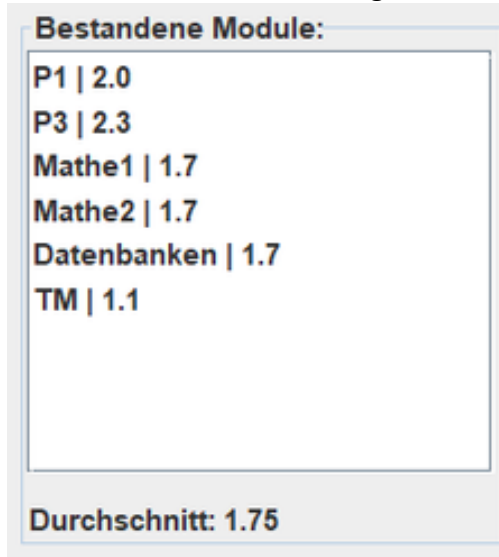 Bestandene Module:
P1 | 2.0
P3 | 2.3
Mathe1 | 1.7
Mathe2 | 1.7
Datenbanken | 1.7
TM | 1.1
Durchschnitt: 1.75